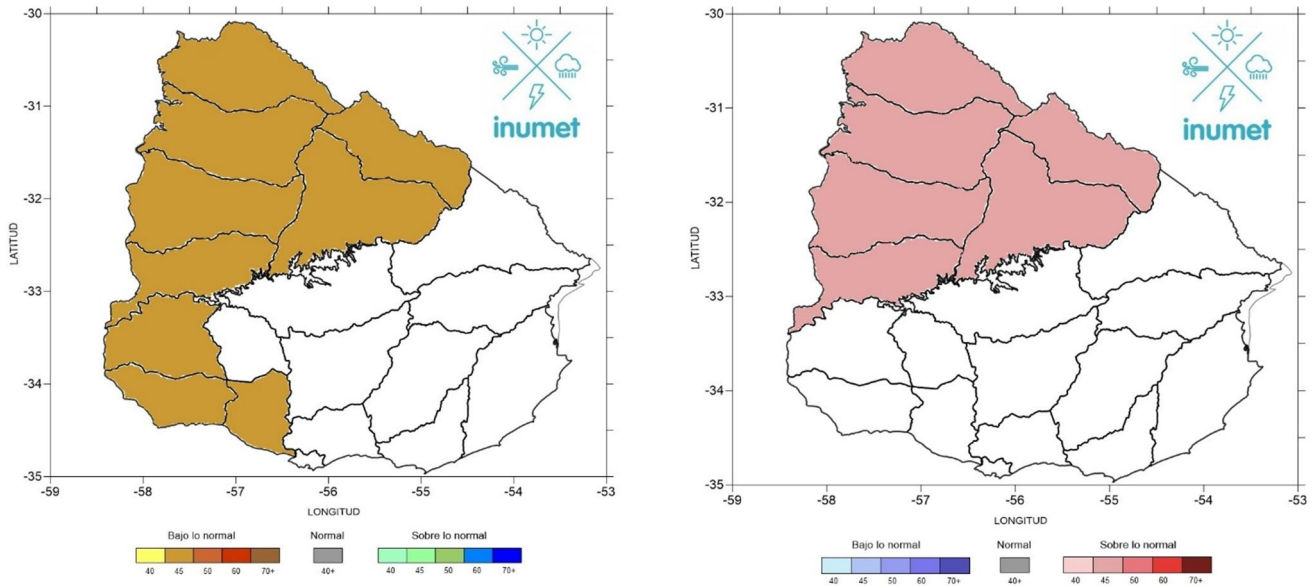 inumet
-30
-31
-32
-33
-34
-35
LATITUD
-59 -58 -57 -56 -55 -54 -53
LONGITUD
Bajo lo normal Normal Sobre lo normal
40 45 50 60 70+ 40+ 40 45 50 60 70+
inumet
-30
-31
-32
-33
-34
-35
LATITUD
-59 -58 -57 -56 -55 -54 -53
LONGITUD
Bajo lo normal Normal Sobre lo normal
40 45 50 60 70+ 40+ 40 45 50 60 70+